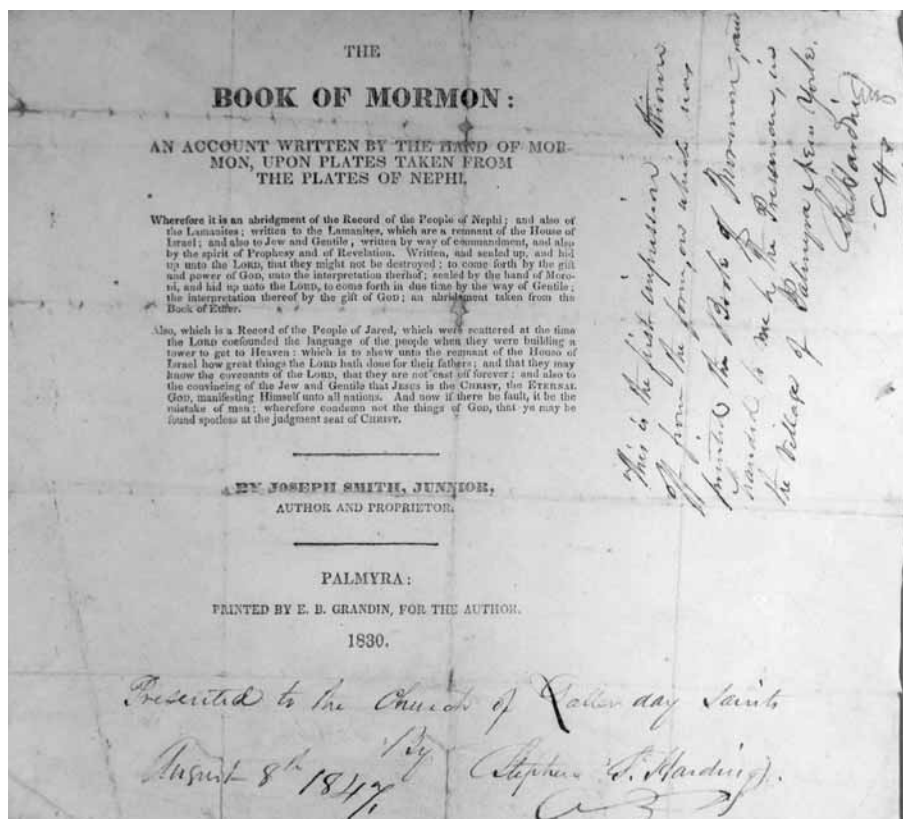 THE
BOOK OF MORMON:
AN ACCOUNT WRITTEN BY THE HAND OF MOR-
MON, UPON PLATES TAKEN FROM
THE PLATES OF NEPHI.
Wherefore it is an abridgment of the Record of the People of Nephi; and also of
the Lamanites; written to the Lamanites, which are a remnant of the House of
Israel; and also to Jew and Gentile, written by way of commandment, and also
by the spirit of Prophesy and of Revelation. Written, and sealed up, and hid
up unto the LORD, that they might not be destroyed; to come forth by the gift
and power of GOD, unto the interpretation therhof; sealed by the hand of Moro-
ni, and hid up unto the LORD, to come forth in due time by the way of Gentile;
the interpretation thereof by the gift of GOD; an abridgment taken from the
Book of Esther.
Also, which is a Record of the People of Jared, which were scattered at the time
the LORD confounded the language of the people when they were building a
tower to get to Heaven: which is to shew unto the remnant of the House of
Israel how great things the LORD hath done for their fathers; and that they may
know the covenants of the LORD, that they are not cast off forever; and also to
the convincing of the Jew and Gentile that JESUS is the CHRIST, the ETERNAL
GOD, manifesting Himself unto all nations. And now if there be fault, it be the
mistake of man; wherefore condemn not the things of GOD, that ye may be
found spotless at the judgment seat of CHRIST.
BY JOSEPH SMITH, JUNNIOR,
AUTHOR AND PROPRIETOR.
PALMYRA:
PRINTED BY E. B. GRANDIN, FOR THE AUTHOR.
1830.
Presented to the Church of Latter day Saints
By
August 8th 1847, Stephen S. Harding.
This is the first impression thrown
off from the form, on which was
printed the Book of Mormon, and
handed to me by the Pressman, in
the Village of Palmyra New York.
S. S. Harding